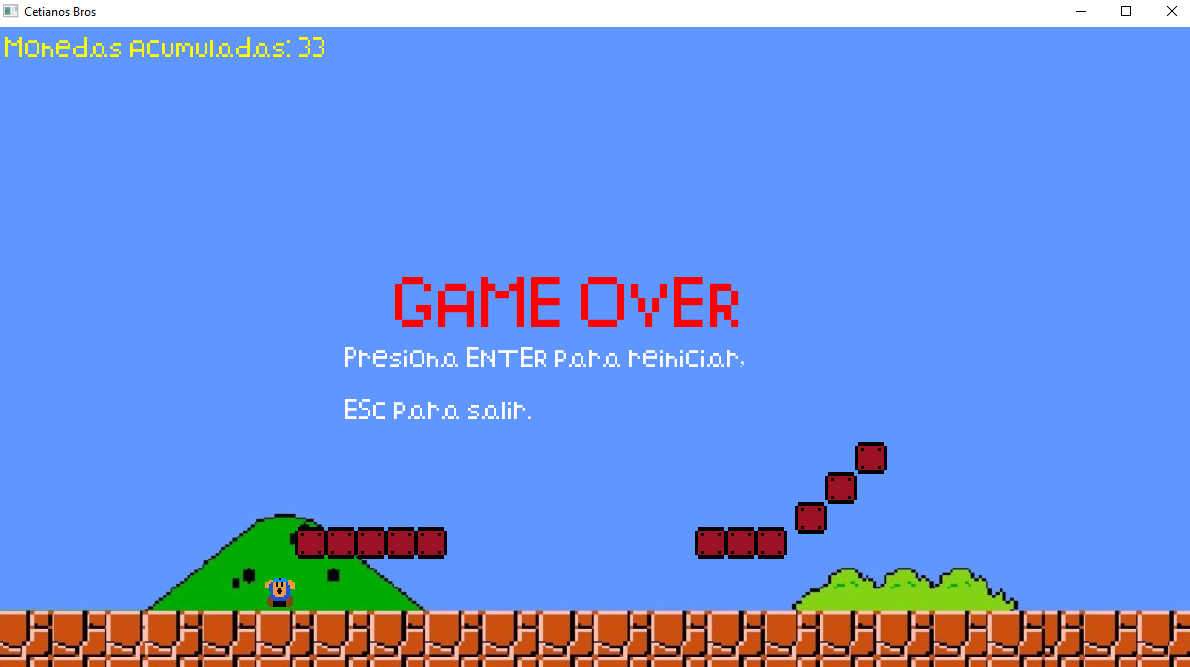 Cetianos Bros
Monedas Acumuladas: 33
GAME OVER
Presiona ENTER para reiniciar,
ESC para salir.